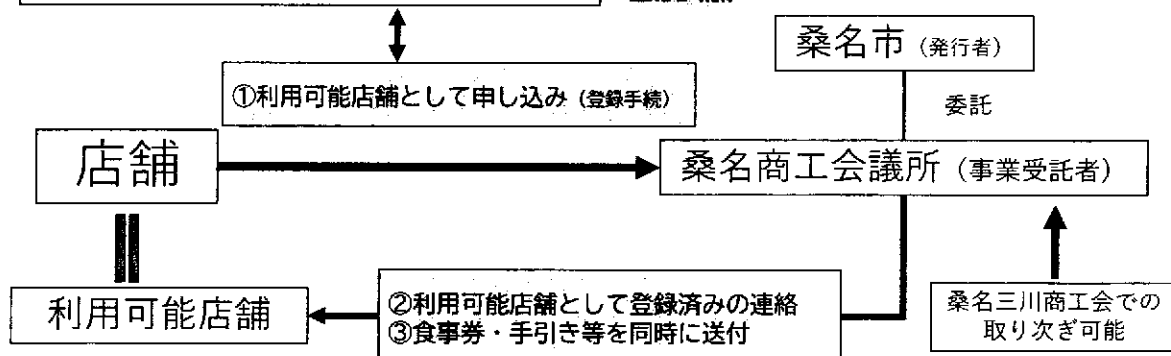 桑名市（発行者）
①利用可能店舗として申し込み（登録手続）
委託
店舗
桑名商工会議所（事業受託者）
利用可能店舗
②利用可能店舗として登録済みの連絡
③食事券・手引き等を同時に送付
桑名三川商工会での
取り次ぎ可能